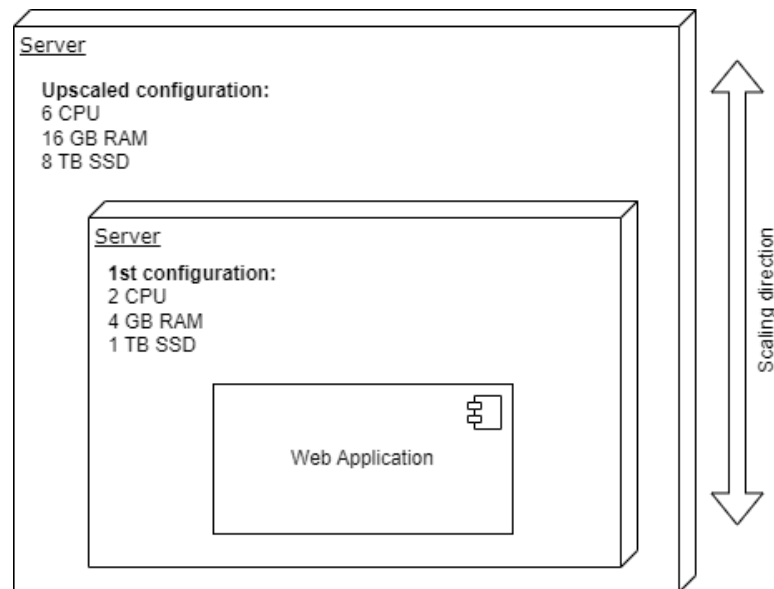 Server
Upscaled configuration:
6 CPU
16 GB RAM
8 TB SSD
Server
1st configuration:
2 CPU
4 GB RAM
1 TB SSD
Web Application
Scaling direction